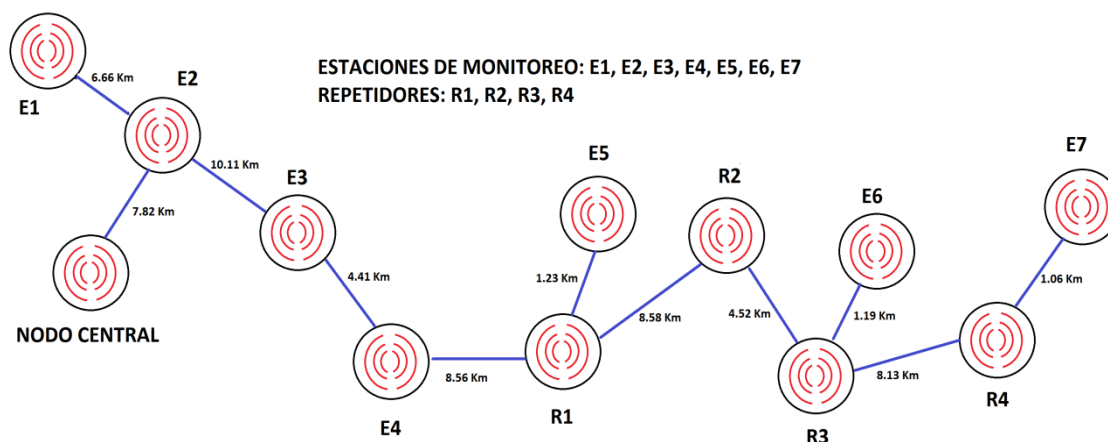 ESTACIONES DE MONITOREO: E1, E2, E3, E4, E5, E6, E7
REPETIDORES: R1, R2, R3, R4
E1
6.66 Km
E2
10.11 Km
7.82 Km
NODO CENTRAL
E3
4.41 Km
E4
8.56 Km
E5
1.23 Km
R1
8.58 Km
R2
4.52 Km
E6
1.19 Km
R3
8.13 Km
R4
1.06 Km
E7